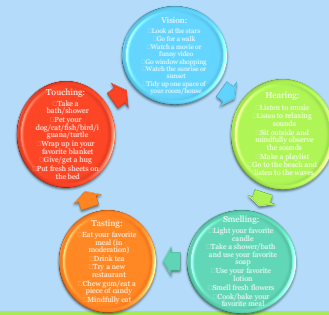 Vision:
□Look at the stars
□Go for a walk
□Watch a movie or
funny video
□Go window shopping
□Watch the sunrise or
sunset
□Tidy up one space of
your room/house
Hearing:
□Listen to music
□Listen to relaxing
sounds
□Sit outside and
mindfully observe
the sounds
□Make a playlist
□Go to the beach and
listen to the waves
Smelling:
□Light your favorite
candle
□Take a shower/bath
and use your favorite
soap
□Use your favorite
lotion
□Smell fresh flowers
□Cook/bake your
favorite meal
Tasting:
□Eat your favorite
meal (in
moderation)
□Drink tea
□Try a new
restaurant
□Chew gum/eat a
piece of candy
□Mindfully eat
Touching:
□Take a
bath/shower
□Pet your
dog/cat/fish/bird/i
guana/turtle
□Wrap up in your
favorite blanket
□Give/get a hug
□Put fresh sheets on
the bed